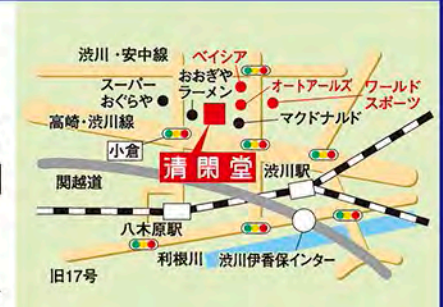 渋川・安中線
ベイシア
スーパー
おぐらや
おおぎや
ラーメン
オートアールズ
ワールド
スポーツ
高崎・渋川線
マクドナルド
小倉
清閑堂
渋川駅
関越道
八木原駅
利根川
渋川伊香保インター
旧17号